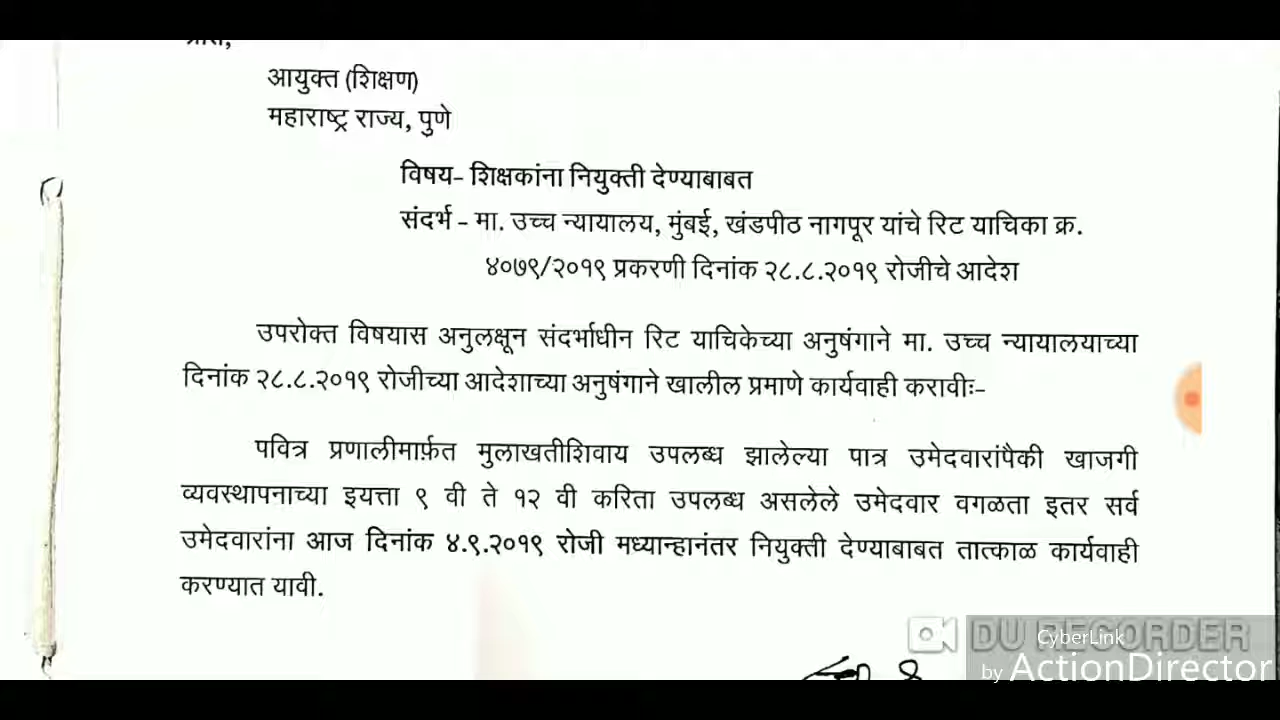 आयुक्त (शिक्षण)
महाराष्ट्र राज्य, पुणे
विषय- शिक्षकांना नियुक्ती देण्याबाबत
संदर्भ - मा. उच्च न्यायालय, मुंबई, खंडपीठ नागपूर यांचे रिट याचिका क्र.
४०७९/२०१९ प्रकरणी दिनांक २८.८.२०१९ रोजीचे आदेश
उपरोक्त विषयास अनुलक्षून संदर्भाधीन रिट याचिकेच्या अनुषंगाने मा. उच्च न्यायालयाच्या
दिनांक २८.८.२०१९ रोजीच्या आदेशाच्या अनुषंगाने खालील प्रमाणे कार्यवाही करावीः-
पवित्र प्रणालीमार्फ़त मुलाखतीशिवाय उपलब्ध झालेल्या पात्र उमेदवारांपैकी खाजगी
व्यवस्थापनाच्या इयत्ता ९ वी ते १२ वी करिता उपलब्ध असलेले उमेदवार वगळता इतर सर्व
उमेदवारांना आज दिनांक ४.९.२०१९ रोजी मध्यान्हानंतर नियुक्ती देण्याबाबत तात्काळ कार्यवाही
करण्यात यावी.
DU RECORDER
CyberLink
by ActionDirector